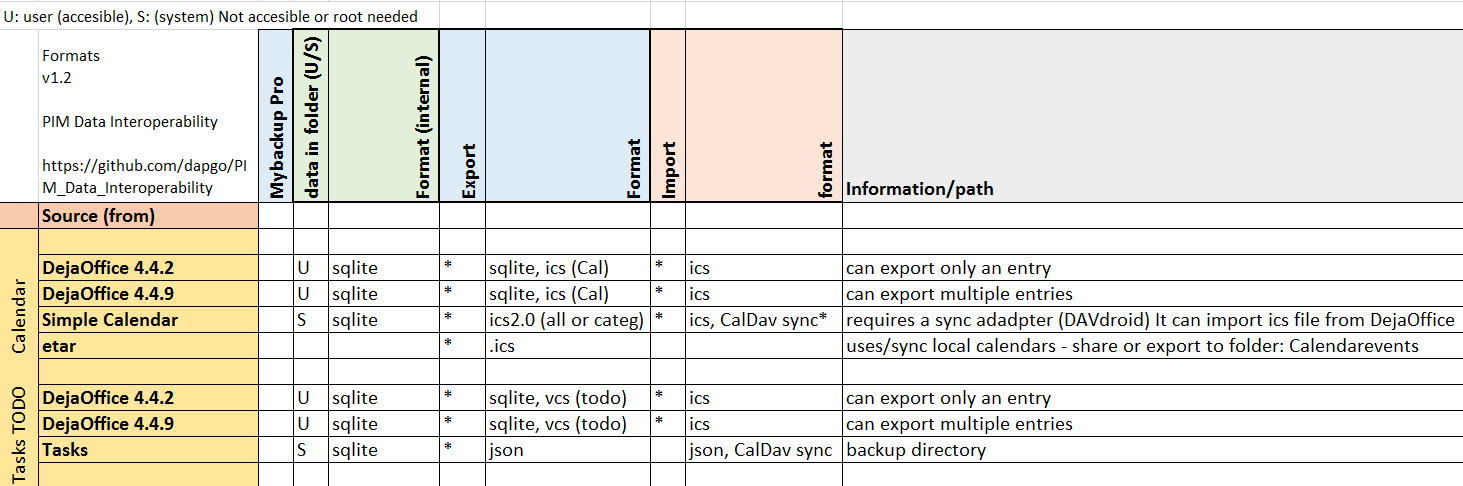 U: user (accesible), S: (system) Not accesible or root needed
Formats
v1.2
PIM Data Interoperability
https://github.com/dapgo/PI
M_Data_Interoperability
Mybackup Pro
data in folder (U/S)
Format (internal)
Export
Format
Import
format
Information/path
Source (from)
Calendar
DejaOffice 4.4.2 U sqlite * sqlite, ics (Cal) * ics can export only an entry
DejaOffice 4.4.9 U sqlite * sqlite, ics (Cal) * ics can export multiple entries
Simple Calendar S sqlite * ics2.0 (all or categ) * ics, CalDav sync* requires a sync adadpter (DAVdroid) It can import ics file from DejaOffice
etar * .ics uses/sync local calendars - share or export to folder: Calendarevents
Tasks TODO
DejaOffice 4.4.2 U sqlite * sqlite, vcs (todo) * ics can export only an entry
DejaOffice 4.4.9 U sqlite * sqlite, vcs (todo) * ics can export multiple entries
Tasks S sqlite * json json, CalDav sync backup directory